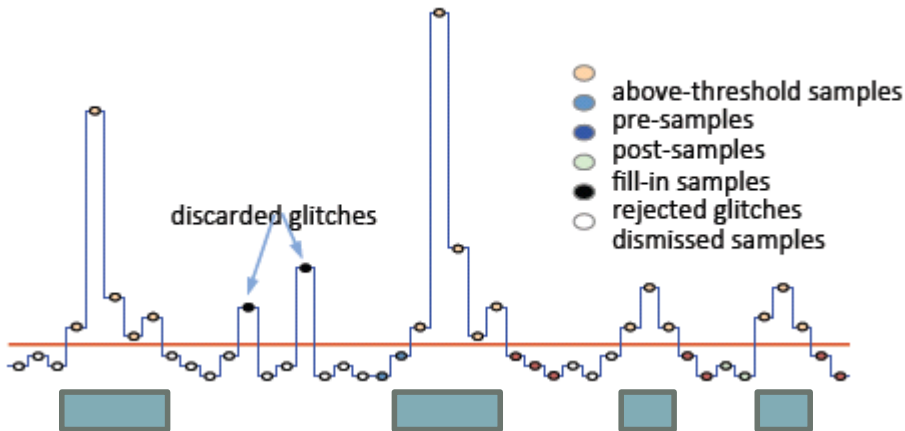 above-threshold samples
pre-samples
post-samples
fill-in samples
discarded glitches
rejected glitches
dismissed samples